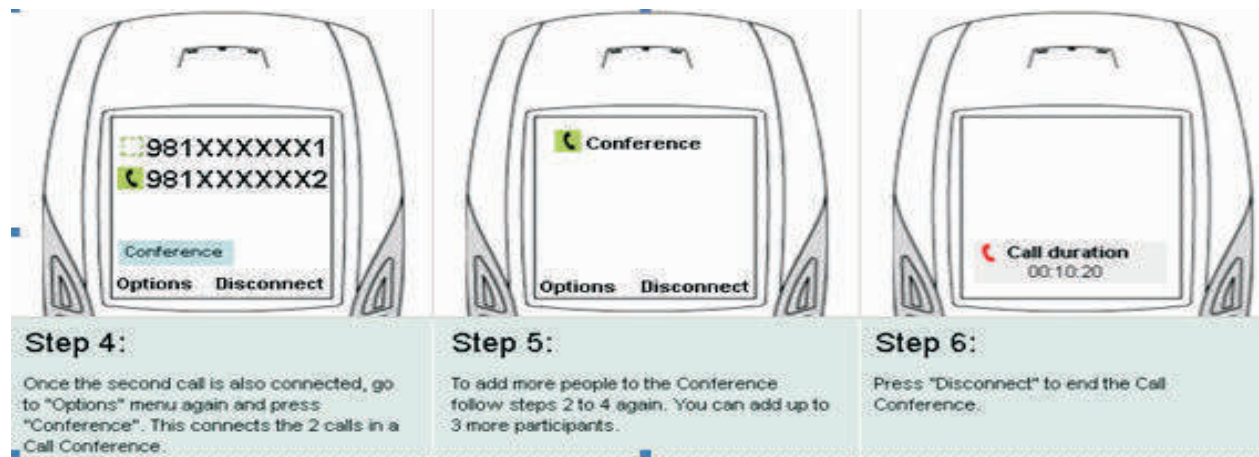 981XXXXXX1
981XXXXXX2
Conference
Options Disconnect
Conference
Options Disconnect
Call duration
00:10:20
Step 4:
Once the second call is also connected, go
to "Options" menu again and press
"Conference". This connects the 2 calls in a
Call Conference.
Step 5:
To add more people to the Conference
follow steps 2 to 4 again. You can add up to
3 more participants.
Step 6:
Press "Disconnect" to end the Call
Conference.